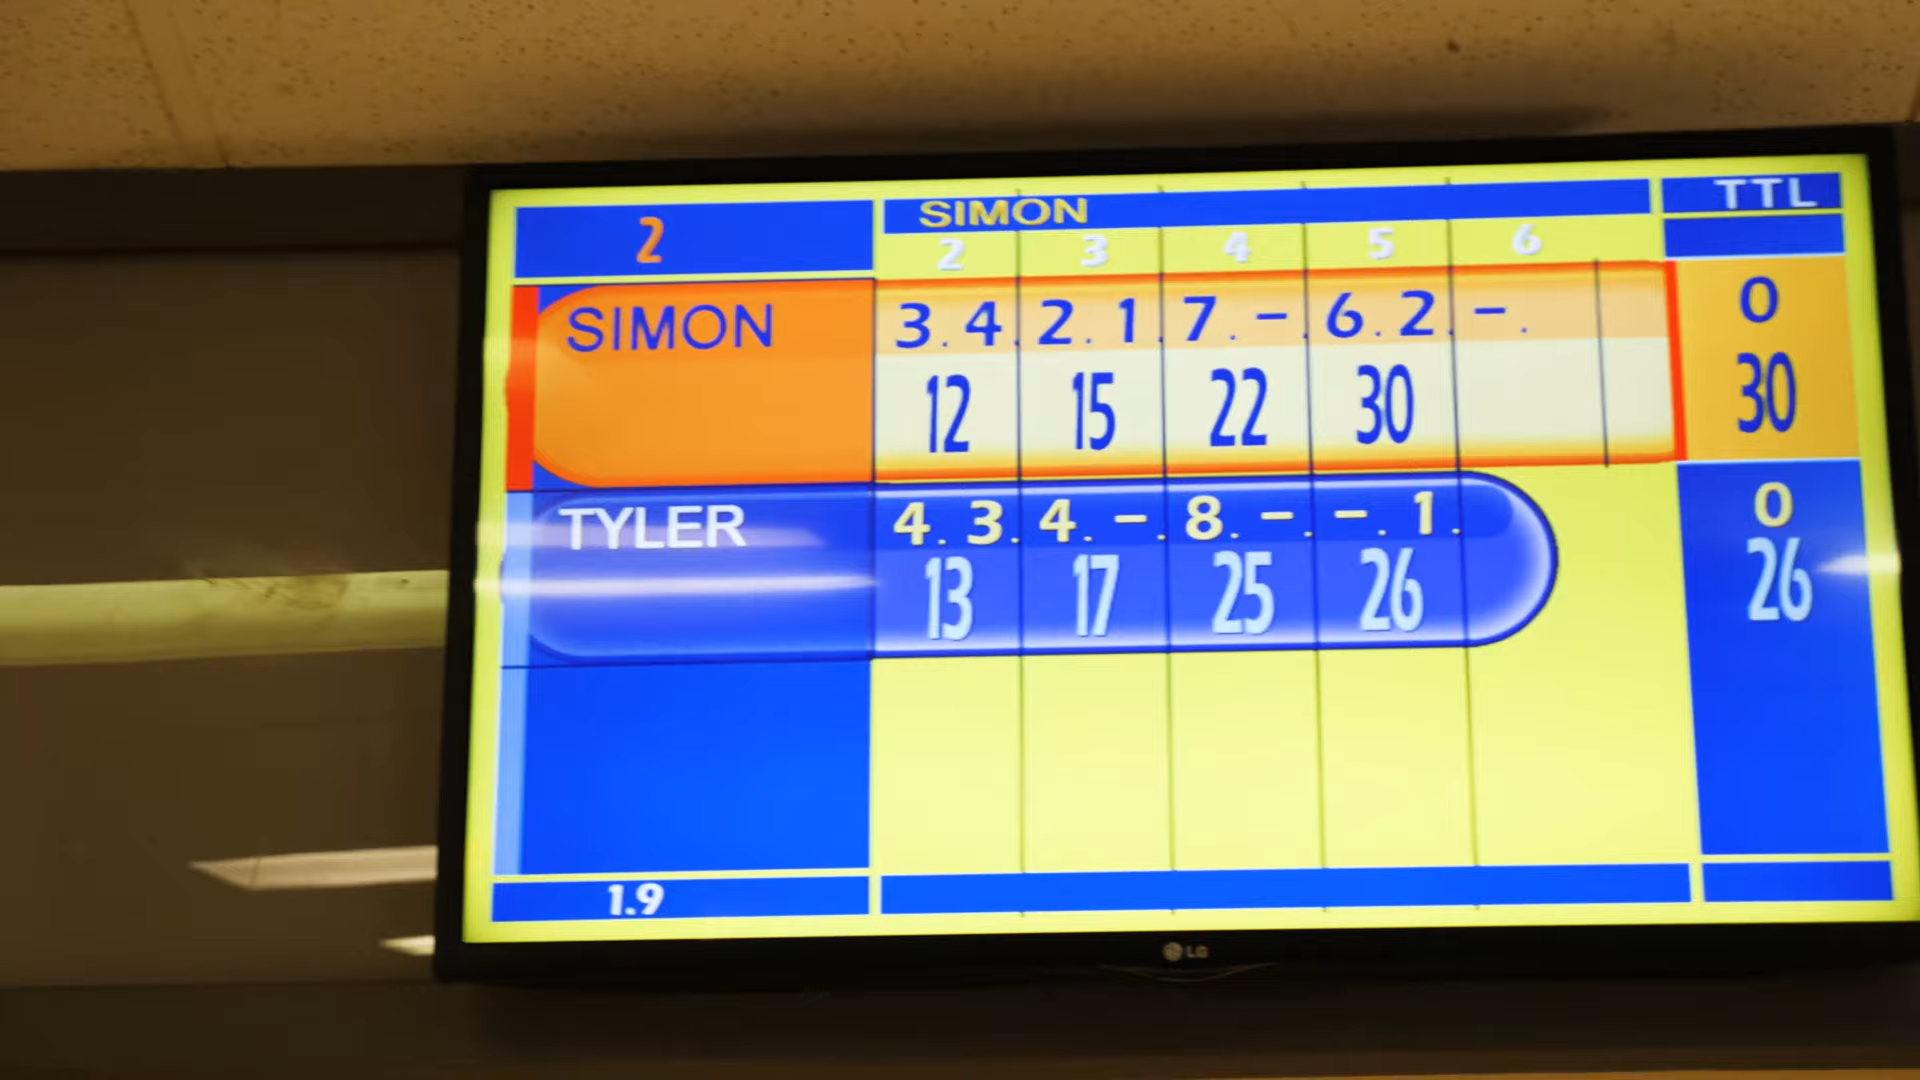 2 SIMON TTL
2 3 4 5 6
SIMON 3. 4. 2. 1. 7. -. 6. 2. -. 0
12 15 22 30 30
TYLER 4. 3. 4. -. 8. -. -. 1. 0
13 17 25 26 26
1.9
LG